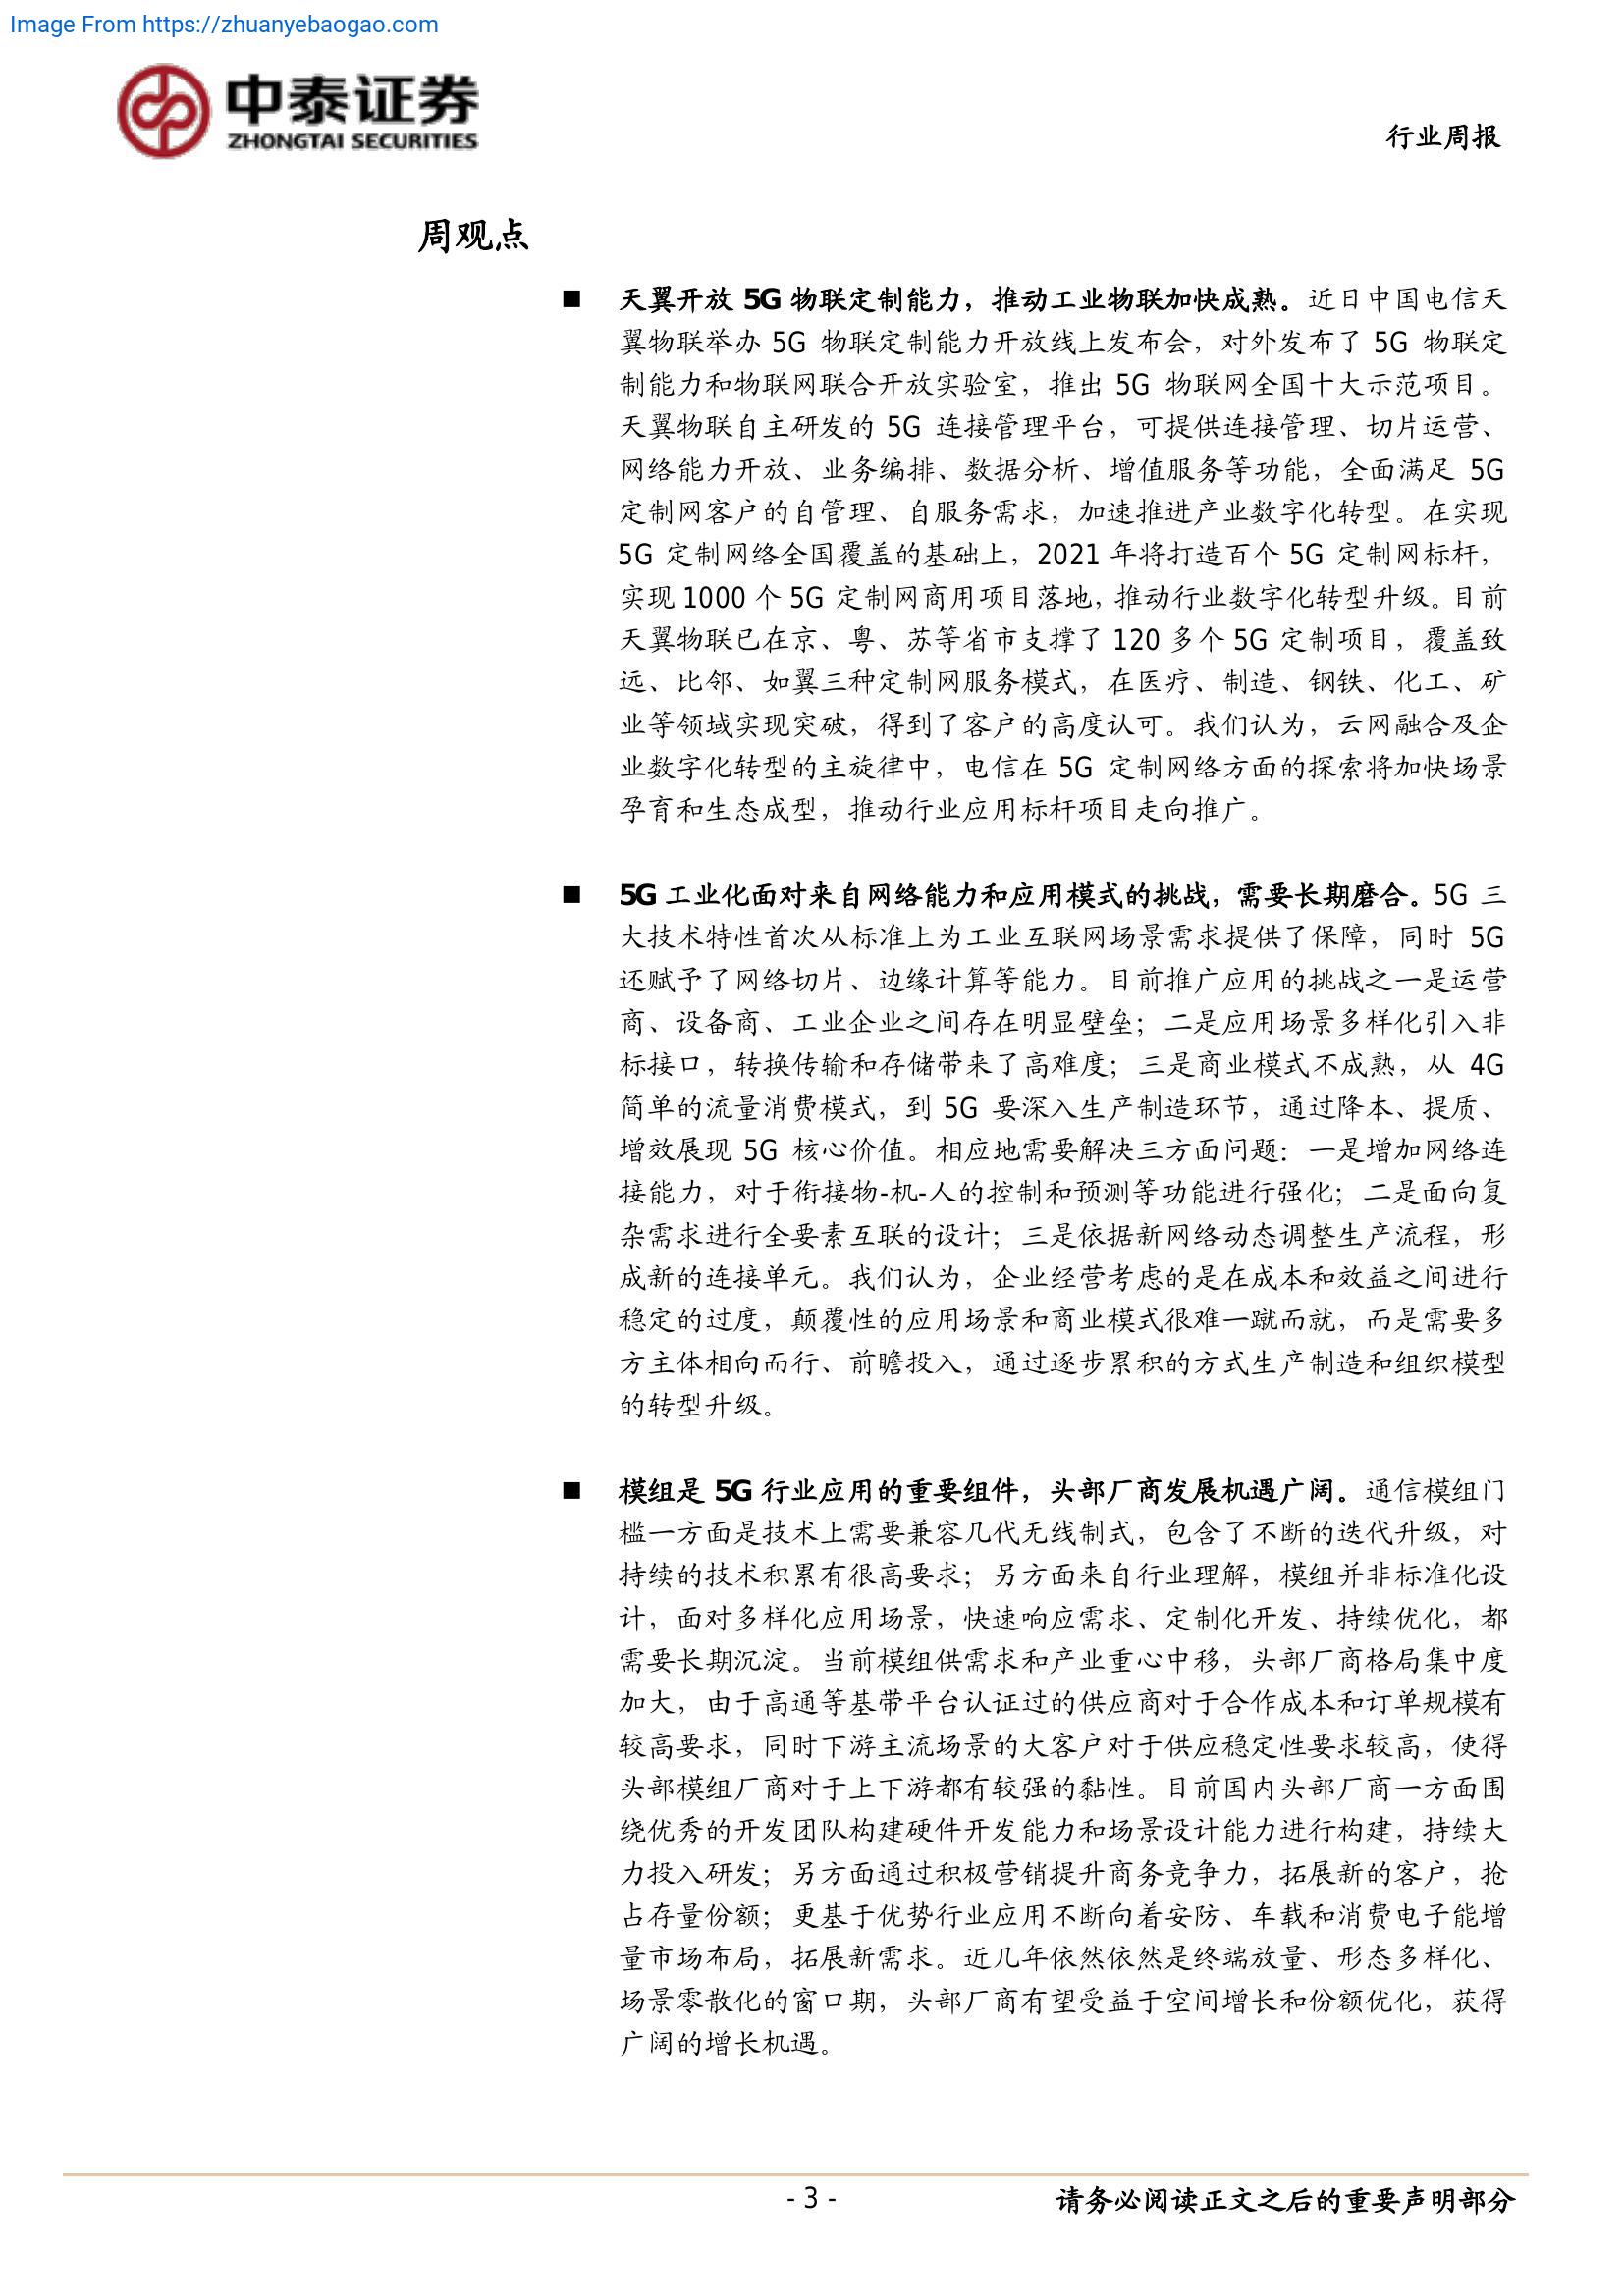 Image From https://zhuanyebaogao.com
中泰证券
ZHONGTAI SECURITIES
行业周报
周观点
■ 天翼开放 5G 物联定制能力，推动工业物联加快成熟。近日中国电信天
翼物联举办 5G 物联定制能力开放线上发布会，对外发布了 5G 物联定
制能力和物联网联合开放实验室，推出 5G 物联网全国十大示范项目。
天翼物联自主研发的 5G 连接管理平台，可提供连接管理、切片运营、
网络能力开放、业务编排、数据分析、增值服务等功能，全面满足 5G
定制网客户的自管理、自服务需求，加速推进产业数字化转型。在实现
5G 定制网络全国覆盖的基础上，2021 年将打造百个 5G 定制网标杆，
实现 1000 个 5G 定制网商用项目落地，推动行业数字化转型升级。目前
天翼物联已在京、粤、苏等省市支撑了 120 多个 5G 定制项目，覆盖致
远、比邻、如翼三种定制网服务模式，在医疗、制造、钢铁、化工、矿
业等领域实现突破，得到了客户的高度认可。我们认为，云网融合及企
业数字化转型的主旋律中，电信在 5G 定制网络方面的探索将加快场景
孕育和生态成型，推动行业应用标杆项目走向推广。
■ 5G 工业化面对来自网络能力和应用模式的挑战，需要长期磨合。5G 三
大技术特性首次从标准上为工业互联网场景需求提供了保障，同时 5G
还赋予了网络切片、边缘计算等能力。目前推广应用的挑战之一是运营
商、设备商、工业企业之间存在明显壁垒；二是应用场景多样化引入非
标接口，转换传输和存储带来了高难度；三是商业模式不成熟，从 4G
简单的流量消费模式，到 5G 要深入生产制造环节，通过降本、提质、
增效展现 5G 核心价值。相应地需要解决三方面问题：一是增加网络连
接能力，对于衔接物-机-人的控制和预测等功能进行强化；二是面向复
杂需求进行全要素互联的设计；三是依据新网络动态调整生产流程，形
成新的连接单元。我们认为，企业经营考虑的是在成本和效益之间进行
稳定的过度，颠覆性的应用场景和商业模式很难一蹴而就，而是需要多
方主体相向而行、前瞻投入，通过逐步累积的方式生产制造和组织模型
的转型升级。
■ 模组是 5G 行业应用的重要组件，头部厂商发展机遇广阔。通信模组门
槛一方面是技术上需要兼容几代无线制式，包含了不断的迭代升级，对
持续的技术积累有很高要求；另方面来自行业理解，模组并非标准化设
计，面对多样化应用场景，快速响应需求、定制化开发、持续优化，都
需要长期沉淀。当前模组供需求和产业重心中移，头部厂商格局集中度
加大，由于高通等基带平台认证过的供应商对于合作成本和订单规模有
较高要求，同时下游主流场景的大客户对于供应稳定性要求较高，使得
头部模组厂商对于上下游都有较强的黏性。目前国内头部厂商一方面围
绕优秀的开发团队构建硬件开发能力和场景设计能力进行构建，持续大
力投入研发；另方面通过积极营销提升商务竞争力，拓展新的客户，抢
占存量份额；更基于优势行业应用不断向着安防、车载和消费电子能增
量市场布局，拓展新需求。近几年依然依然是终端放量、形态多样化、
场景零散化的窗口期，头部厂商有望受益于空间增长和份额优化，获得
广阔的增长机遇。
- 3 -
请务必阅读正文之后的重要声明部分